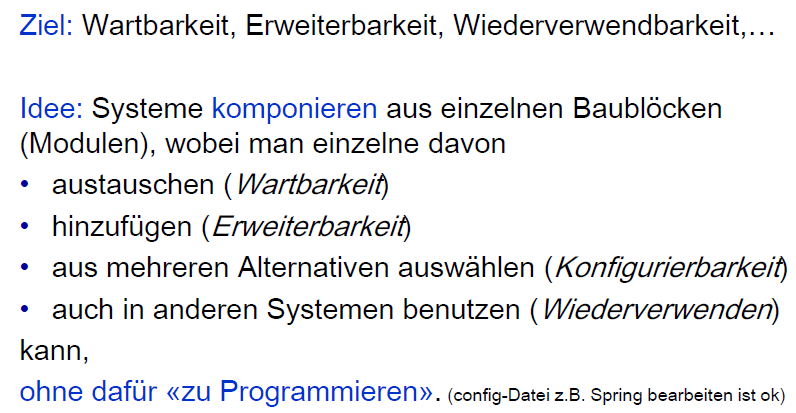 Ziel: Wartbarkeit, Erweiterbarkeit, Wiederverwendbarkeit,…
Idee: Systeme komponieren aus einzelnen Baublöcken
(Modulen), wobei man einzelne davon
• austauschen (Wartbarkeit)
• hinzufügen (Erweiterbarkeit)
• aus mehreren Alternativen auswählen (Konfigurierbarkeit)
• auch in anderen Systemen benutzen (Wiederverwenden)
kann,
ohne dafür «zu Programmieren». (config-Datei z.B. Spring bearbeiten ist ok)